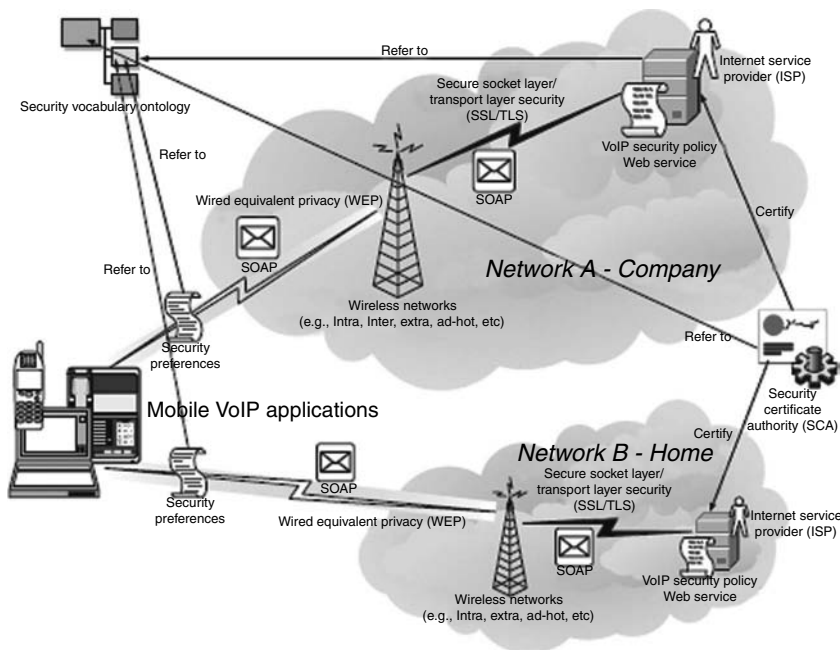 Refer to
Internet service
provider (ISP)
Security vocabulary ontology
Secure socket layer/
transport layer security
(SSL/TLS)
VoIP security policy
Web service
Refer to
Wired equivalent privacy (WEP)
SOAP
Certify
SOAP
Refer to
Network A - Company
Wireless networks
(e.g., Intra, Inter, extra, ad-hot, etc)
Refer to
Security
preferences
Security
certificate
authority (SCA)
Mobile VoIP applications
Certify
Network B - Home
Secure socket layer/
transport layer security
(SSL/TLS)
SOAP
Security
preferences
Wired equivalent privacy (WEP)
Internet service
provider (ISP)
SOAP
VoIP security policy
Web service
Wireless networks
(e.g., Intra, extra, ad-hot, etc)